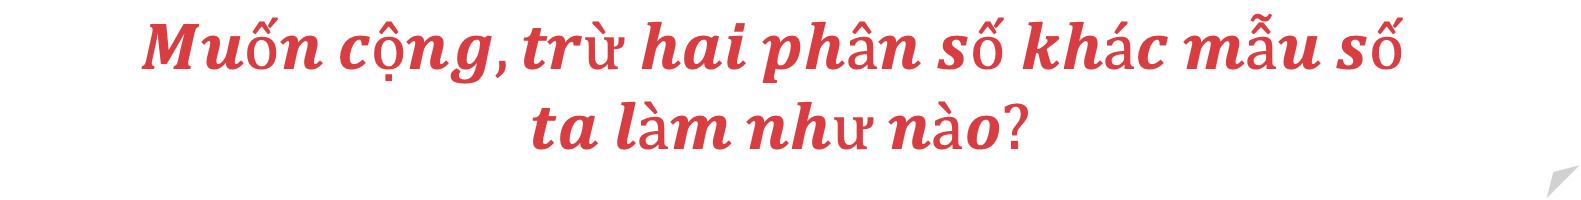 Muốn cộng, trừ hai phân số khác mẫu số
ta làm như nào?